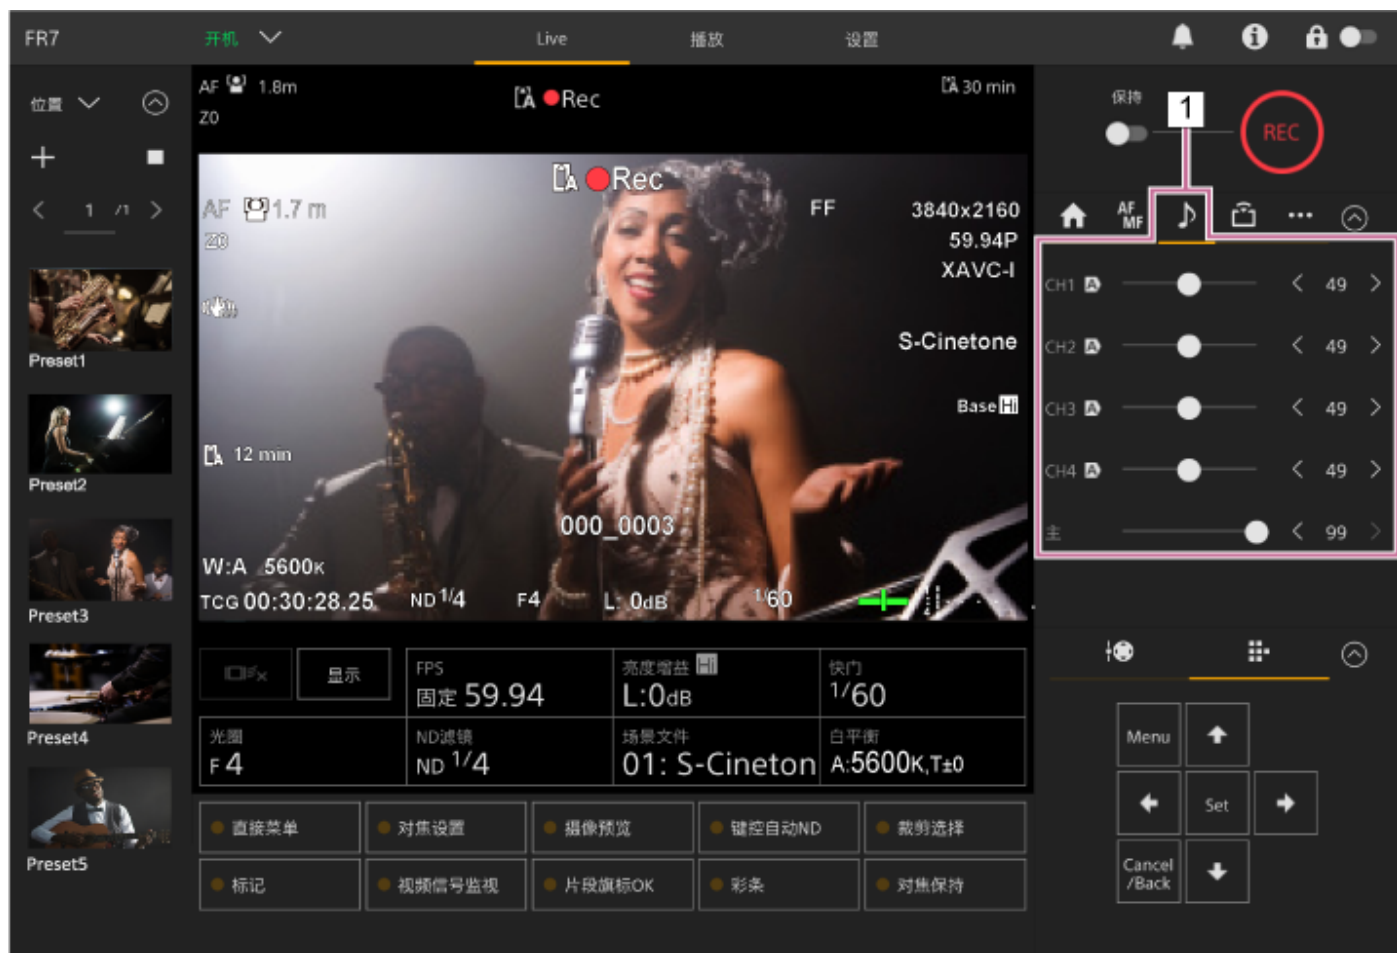 FR7
开机
Live
播放
设置
位置
1 /1
Preset1
Preset2
Preset3
Preset4
Preset5
AF 1.8m
Z0
A Rec
A 30 min
A Rec
AF 1.7 m
Z0
FF
3840x2160
59.94P
XAVC-I
S-Cinetone
Base Hi
A 12 min
000_0003
W:A 5600K
TCG 00:30:28.25 ND 1/4 F4 L: 0dB 1/60
显示
FPS
固定 59.94
亮度增益 Hi
L:0dB
快门
1/60
光圈
F 4
ND滤镜
ND 1/4
场景文件
01: S-Cineton
白平衡
A:5600K,T±0
直接菜单
对焦设置
摄像预览
键控自动ND
裁剪选择
标记
视频信号监视
片段旗标OK
彩条
对焦保持
保持
1
REC
AF
MF
CH1 A 49
CH2 A 49
CH3 A 49
CH4 A 49
主 99
Menu
Set
Cancel
/Back